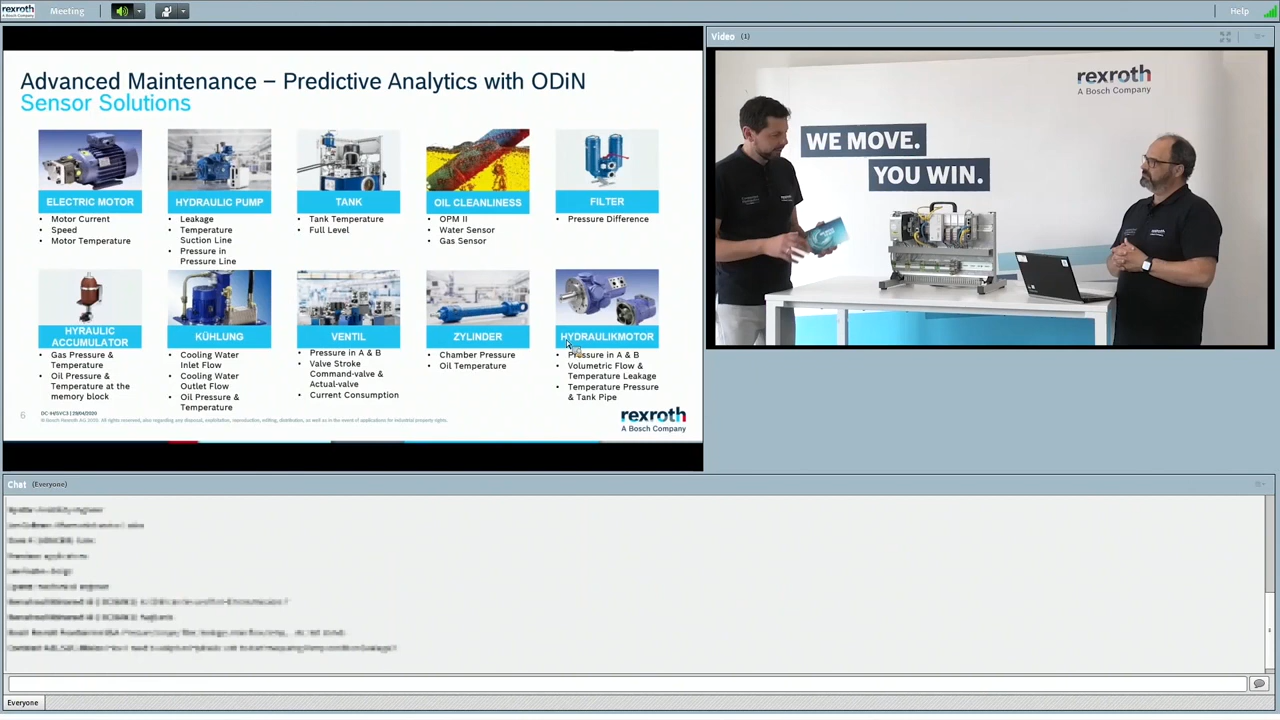 rexroth
A Bosch Company
Meeting
Help
Advanced Maintenance – Predictive Analytics with ODiN
Sensor Solutions
ELECTRIC MOTOR
• Motor Current
• Speed
• Motor Temperature
HYDRAULIC PUMP
• Leakage
• Temperature
Suction Line
• Pressure in
Pressure Line
TANK
• Tank Temperature
• Full Level
OIL CLEANLINESS
• OPM II
• Water Sensor
• Gas Sensor
FILTER
• Pressure Difference
HYRAULIC
ACCUMULATOR
• Gas Pressure &
Temperature
• Oil Pressure &
Temperature at the
memory block
KÜHLUNG
• Cooling Water
Inlet Flow
• Cooling Water
Outlet Flow
• Oil Pressure &
Temperature
VENTIL
• Pressure in A & B
• Valve Stroke
Command-valve &
Actual-valve
• Current Consumption
ZYLINDER
• Chamber Pressure
• Oil Temperature
HYDRAULIKMOTOR
• Pressure in A & B
• Volumetric Flow &
Temperature Leakage
• Temperature Pressure
& Tank Pipe
6
rexroth
A Bosch Company
Video (1)
rexroth
A Bosch Company
WE MOVE.
YOU WIN.
Chat (Everyone)
Everyone